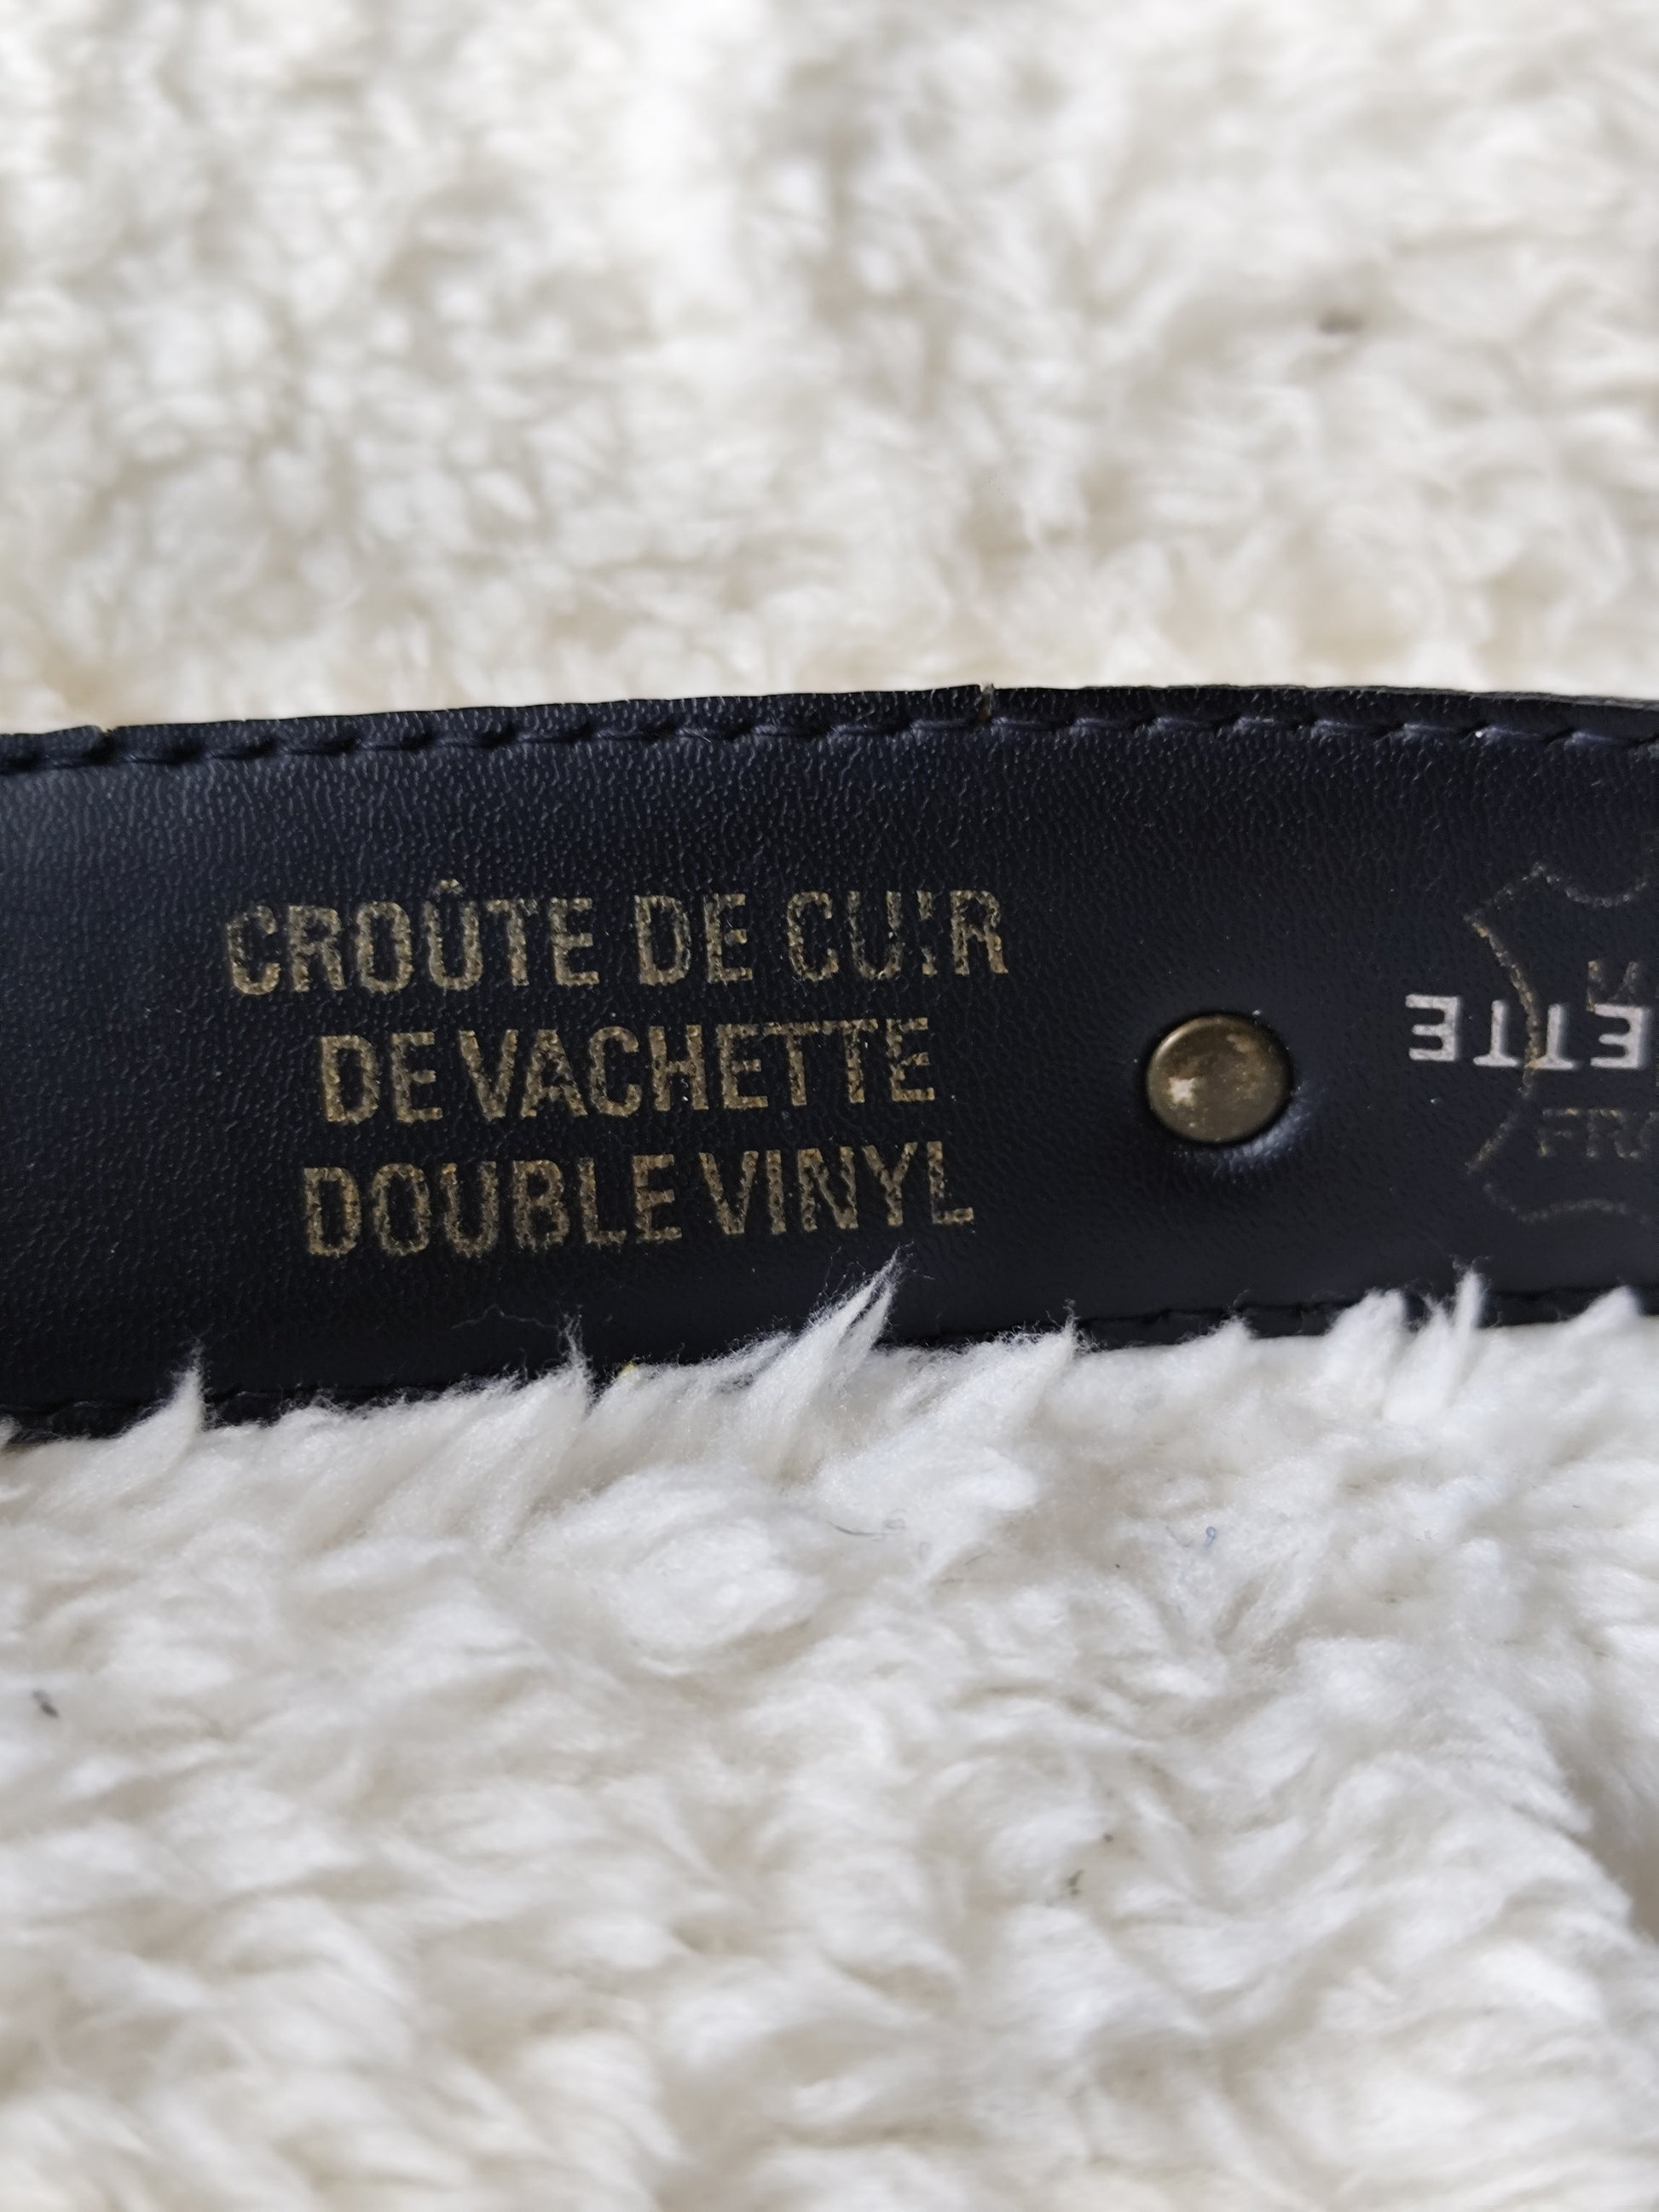 CROÛTE DE CUIR
DE VACHETTE
DOUBLE VINYL